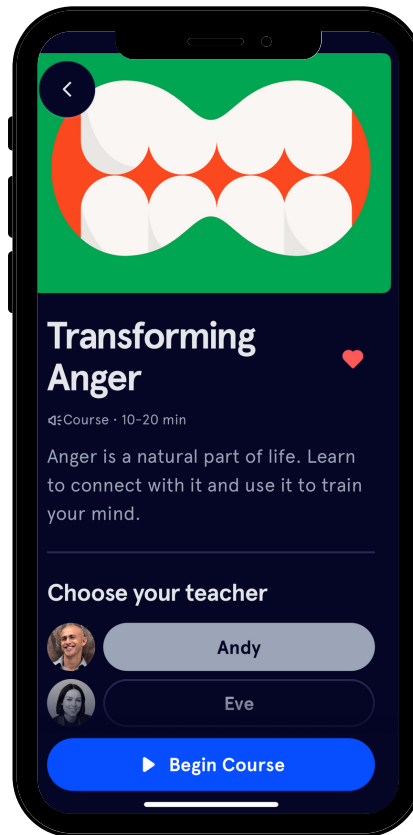 Transforming
Anger
Course · 10-20 min
Anger is a natural part of life. Learn
to connect with it and use it to train
your mind.
Choose your teacher
Andy
Eve
Begin Course